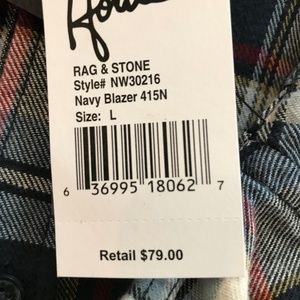 RAG & STONE
Style# NW30216
Navy Blazer 415N
Size: L
6 36995 18062 7
Retail $79.00